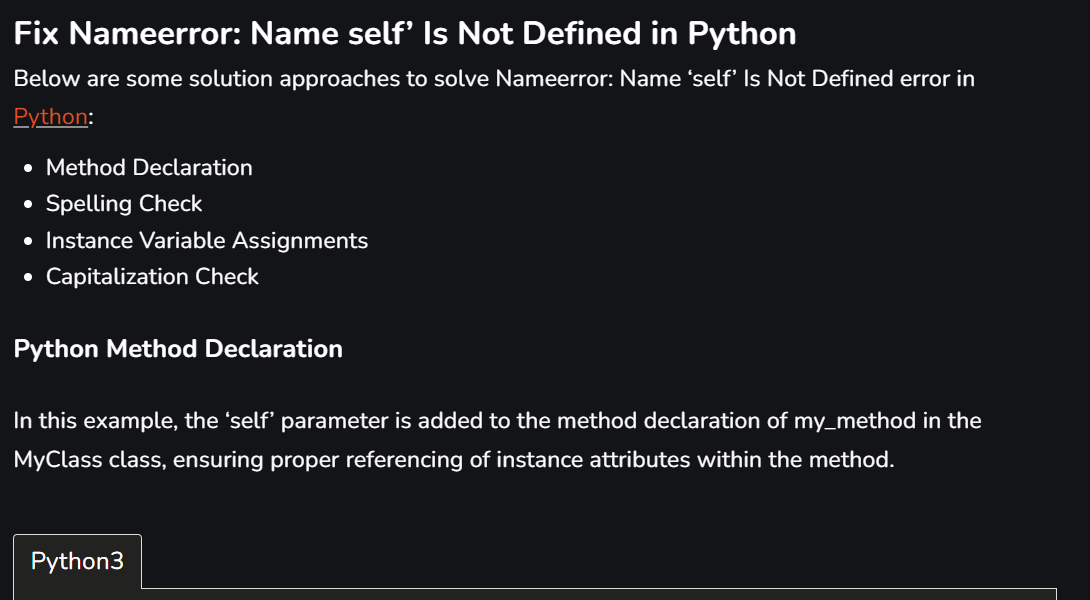 Fix Nameerror: Name self’ Is Not Defined in Python
Below are some solution approaches to solve Nameerror: Name ‘self’ Is Not Defined error in
Python:
• Method Declaration
• Spelling Check
• Instance Variable Assignments
• Capitalization Check
Python Method Declaration
In this example, the ‘self’ parameter is added to the method declaration of my_method in the
MyClass class, ensuring proper referencing of instance attributes within the method.
Python3